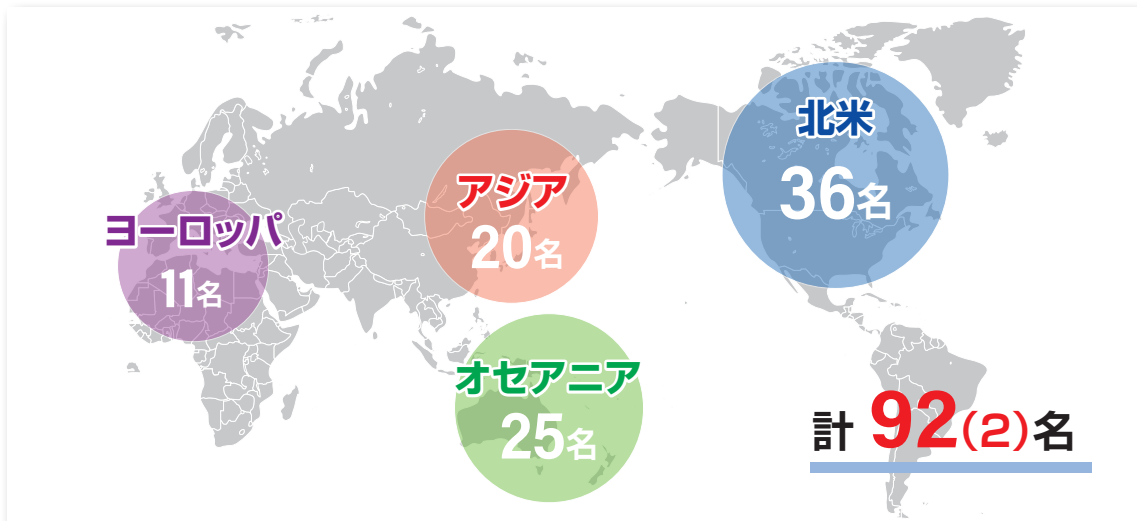 北米
36名
アジア
20名
ヨーロッパ
11名
オセアニア
25名
計 92(2)名